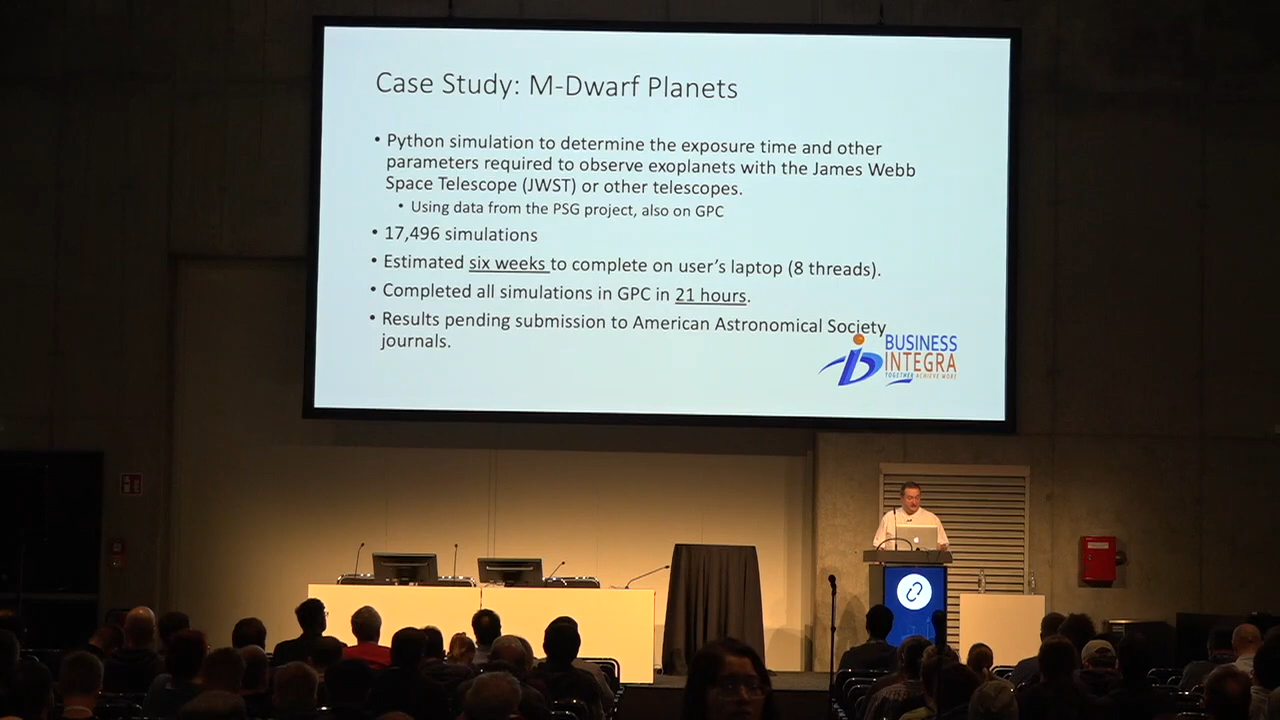 Case Study: M-Dwarf Planets
• Python simulation to determine the exposure time and other
parameters required to observe exoplanets with the James Webb
Space Telescope (JWST) or other telescopes.
• Using data from the PSG project, also on GPC
• 17,496 simulations
• Estimated six weeks to complete on user's laptop (8 threads).
• Completed all simulations in GPC in 21 hours.
• Results pending submission to American Astronomical Society
journals.
BUSINESS
INTEGRA
TOGETHER ACHIEVE MORE